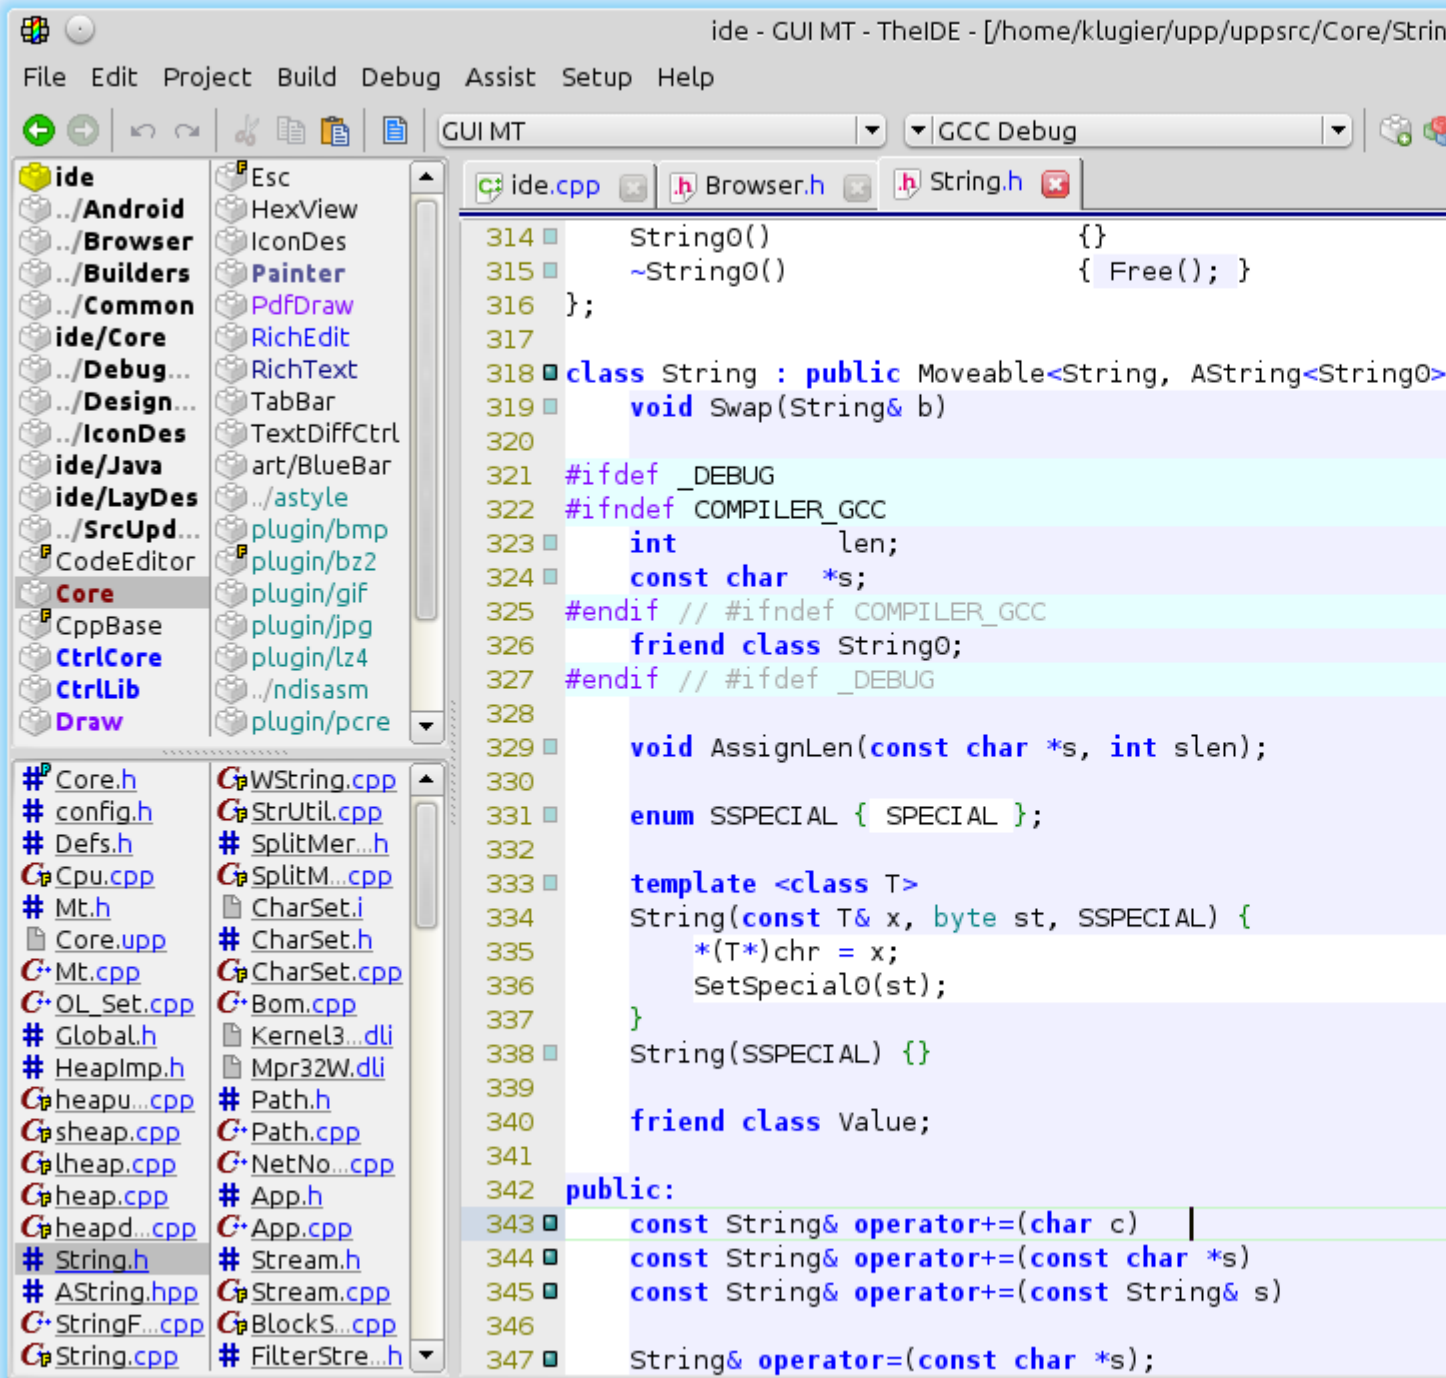 ide - GUI MT - TheIDE - [/home/klugier/upp/uppsrc/Core/Strin
File Edit Project Build Debug Assist Setup Help
GUI MT
GCC Debug
ide
../Android
../Browser
../Builders
../Common
ide/Core
../Debug...
../Design...
../IconDes
ide/Java
ide/LayDes
../SrcUpd...
CodeEditor
Core
CppBase
CtrlCore
CtrlLib
Draw
Esc
HexView
IconDes
Painter
PdfDraw
RichEdit
RichText
TabBar
TextDiffCtrl
art/BlueBar
../astyle
plugin/bmp
plugin/bz2
plugin/gif
plugin/jpg
plugin/lz4
../ndisasm
plugin/pcre
Core.h
config.h
Defs.h
Cpu.cpp
Mt.h
Core.upp
Mt.cpp
OL_Set.cpp
Global.h
HeapImp.h
heapu...cpp
sheap.cpp
lheap.cpp
heap.cpp
heapd...cpp
String.h
AString.hpp
StringF...cpp
String.cpp
WString.cpp
StrUtil.cpp
SplitMer...h
SplitM...cpp
CharSet.i
CharSet.h
CharSet.cpp
Bom.cpp
Kernel3...dli
Mpr32W.dli
Path.h
Path.cpp
NetNo...cpp
App.h
App.cpp
Stream.h
Stream.cpp
BlockS...cpp
FilterStre...h
ide.cpp Browser.h String.h
314 String0() {}
315 ~String0() { Free(); }
316 };
317
318 class String : public Moveable<String, AString<String0>
319 void Swap(String& b)
320
321 #ifdef _DEBUG
322 #ifndef COMPILER_GCC
323 int len;
324 const char *s;
325 #endif // #ifndef COMPILER_GCC
326 friend class String0;
327 #endif // #ifdef _DEBUG
328
329 void AssignLen(const char *s, int slen);
330
331 enum SSPECIAL { SPECIAL };
332
333 template <class T>
334 String(const T& x, byte st, SSPECIAL) {
335 *(T*)chr = x;
336 SetSpecial0(st);
337 }
338 String(SSPECIAL) {}
339
340 friend class Value;
341
342 public:
343 const String& operator+=(char c)
344 const String& operator+=(const char *s)
345 const String& operator+=(const String& s)
346
347 String& operator=(const char *s);